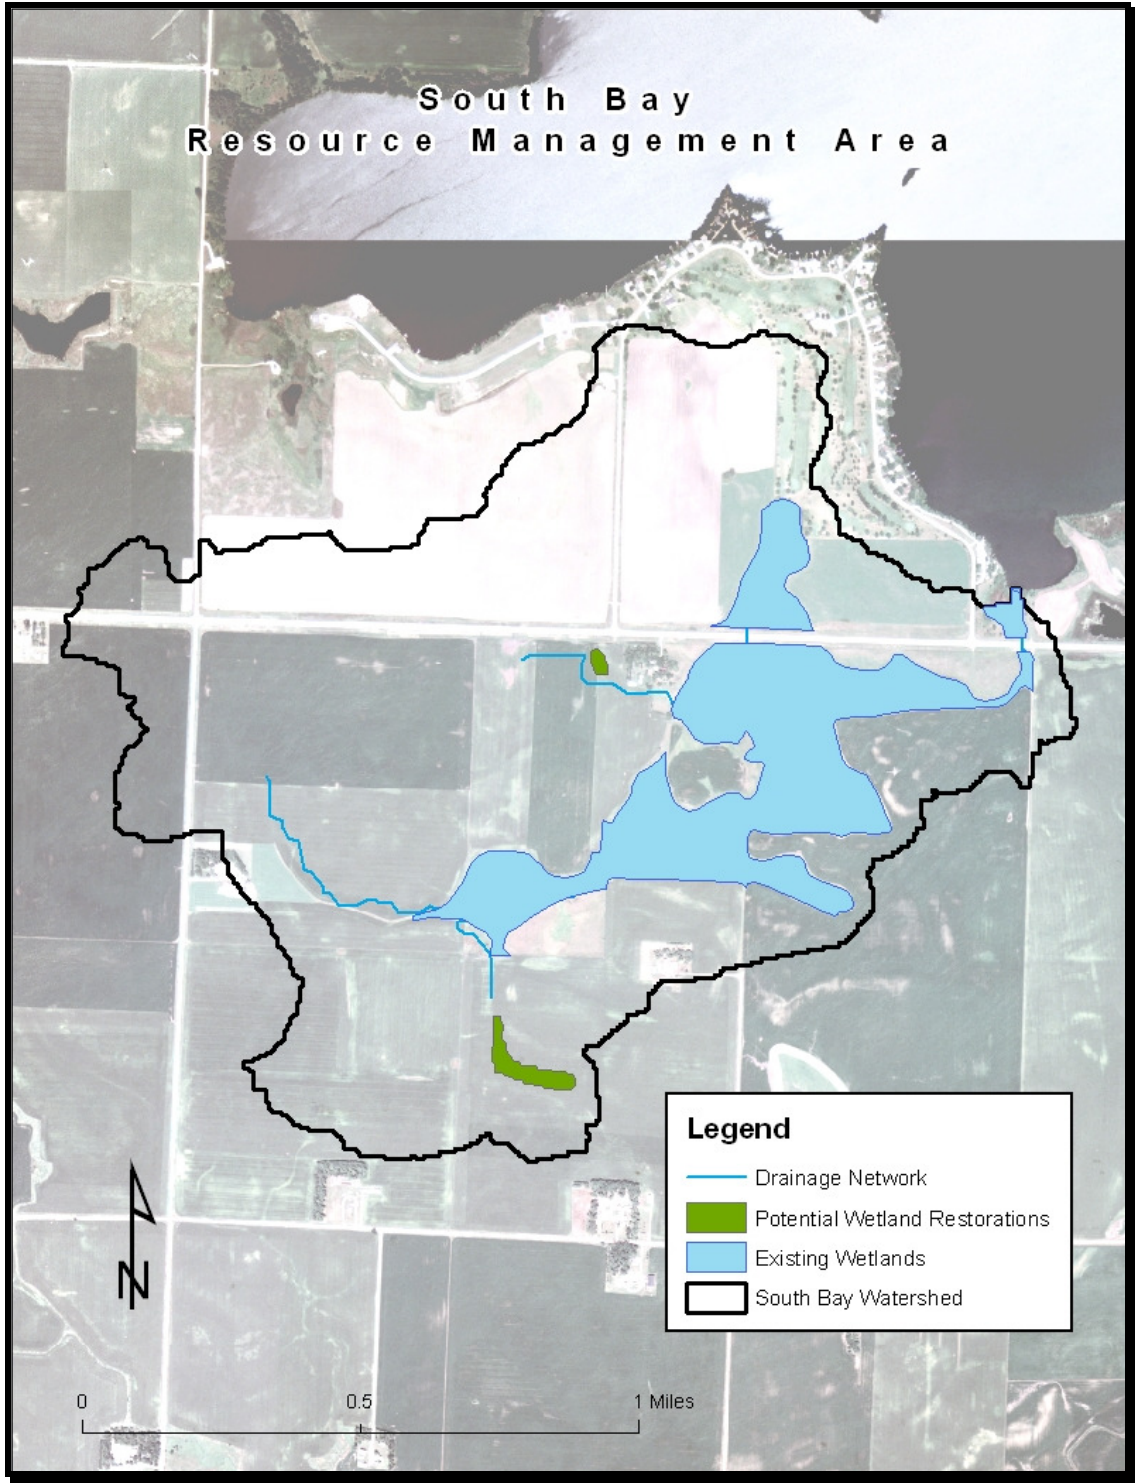 South Bay
Resource Management Area
Legend
Drainage Network
Potential Wetland Restorations
Existing Wetlands
South Bay Watershed
N
0 0.5 1 Miles